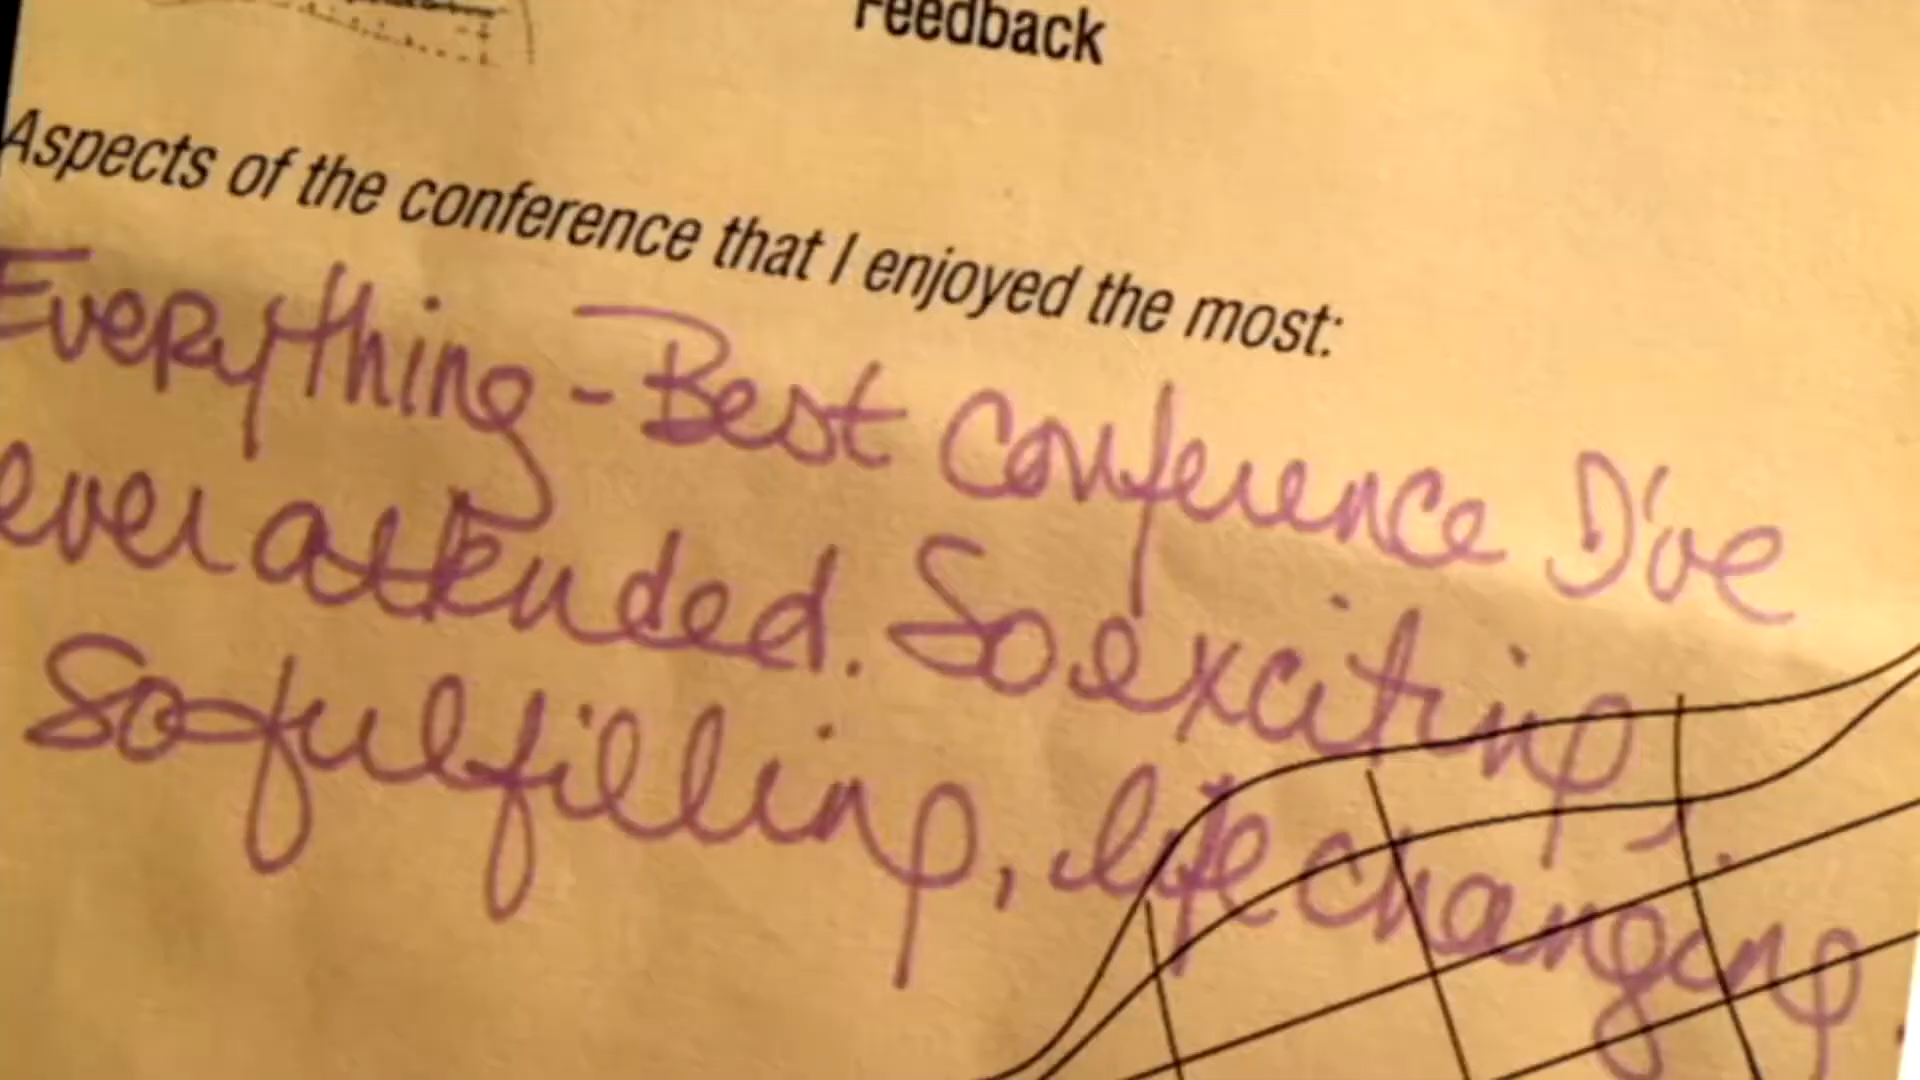 Feedback
Aspects of the conference that I enjoyed the most:
Everything - Best Conference I've
ever attended. So exciting,
So fulfilling, life changing